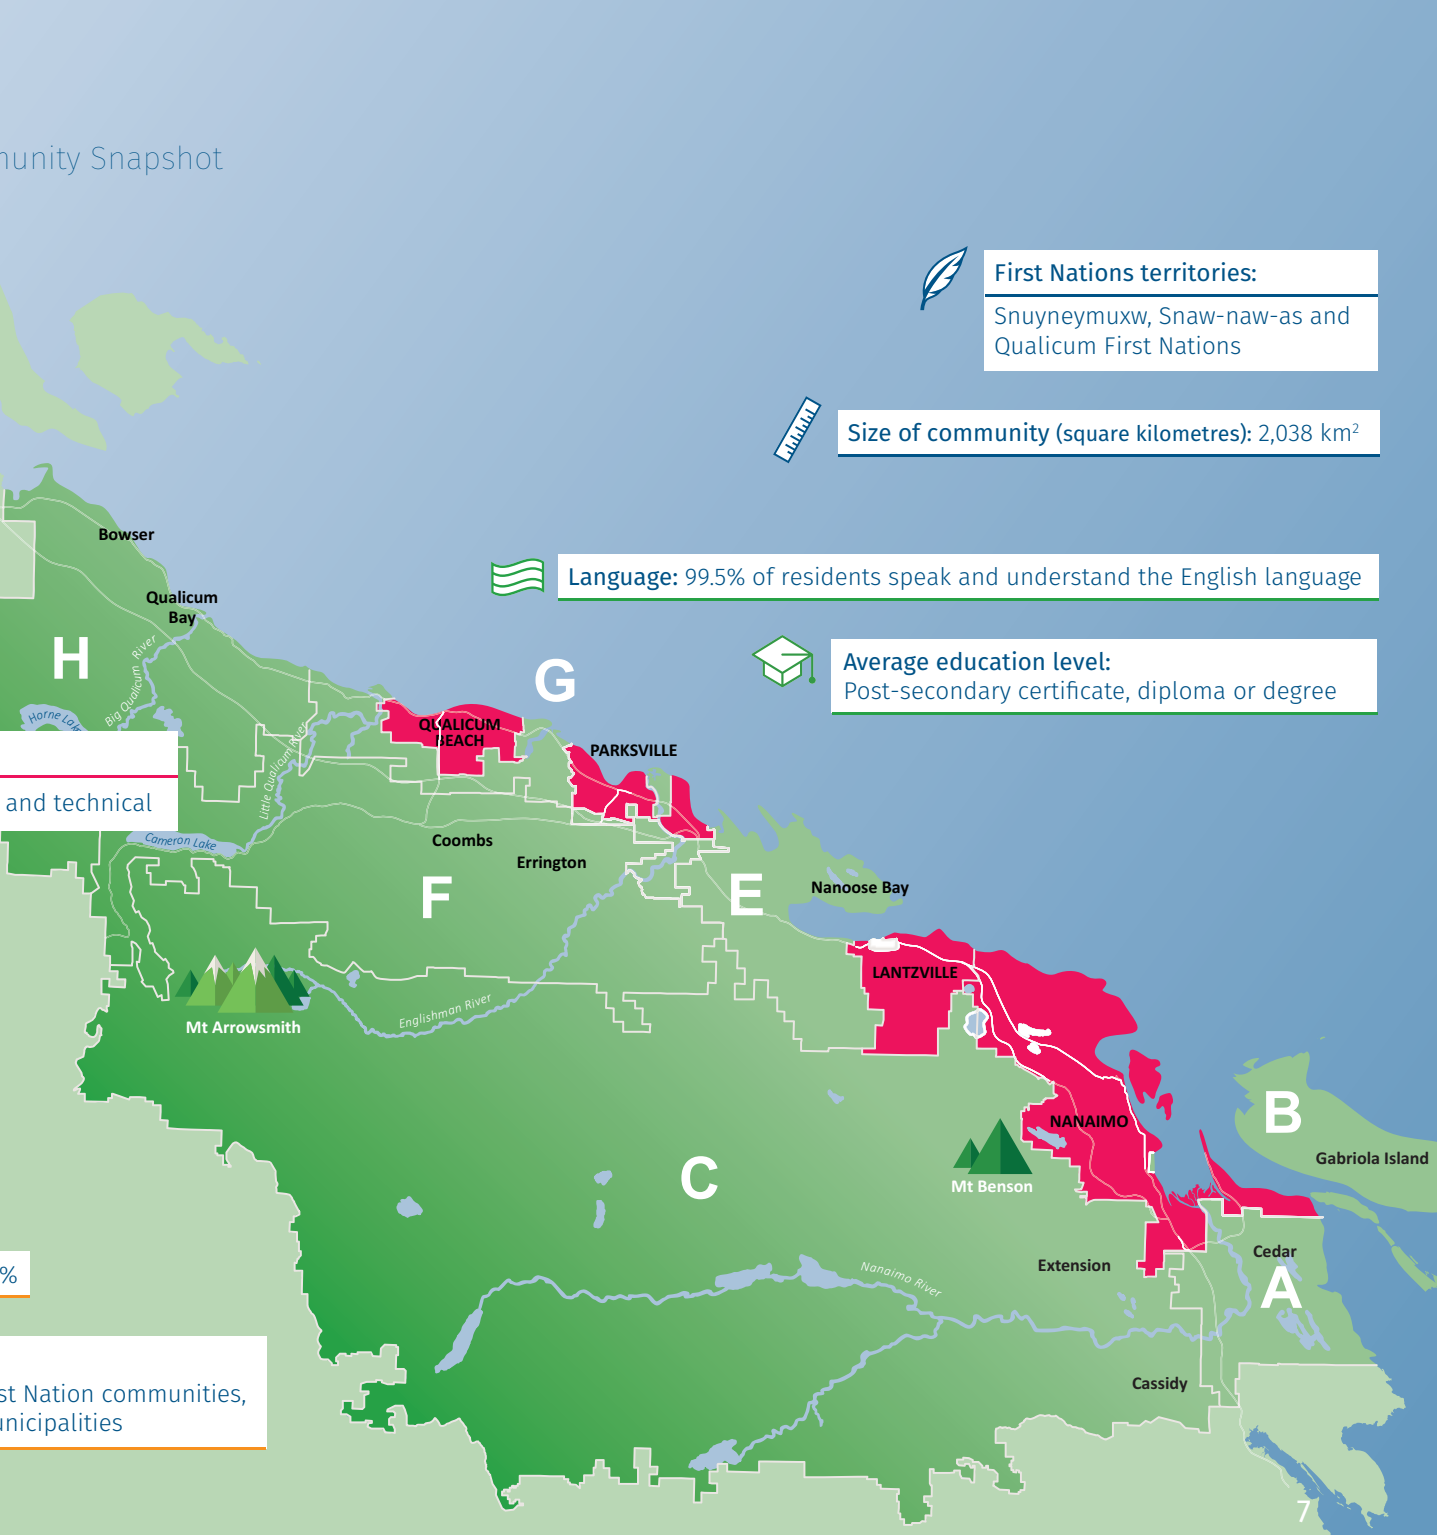 munity Snapshot
First Nations territories:
Snuyneymuxw, Snaw-naw-as and
Qualicum First Nations
Size of community (square kilometres): 2,038 km²
Language: 99.5% of residents speak and understand the English language
Average education level:
Post-secondary certificate, diploma or degree
Bowser
Qualicum
Bay
H
Big Qualicum River
Horne Lake
G
QUALICUM
BEACH
PARKSVILLE
Little Qualicum River
and technical
Cameron Lake
Coombs
Errington
F
E
Nanoose Bay
LANTZVILLE
Englishman River
Mt Arrowsmith
B
NANAIMO
Gabriola Island
C
Mt Benson
Cedar
Extension
A
Nanaimo River
%
Cassidy
st Nation communities,
unicipalities
7